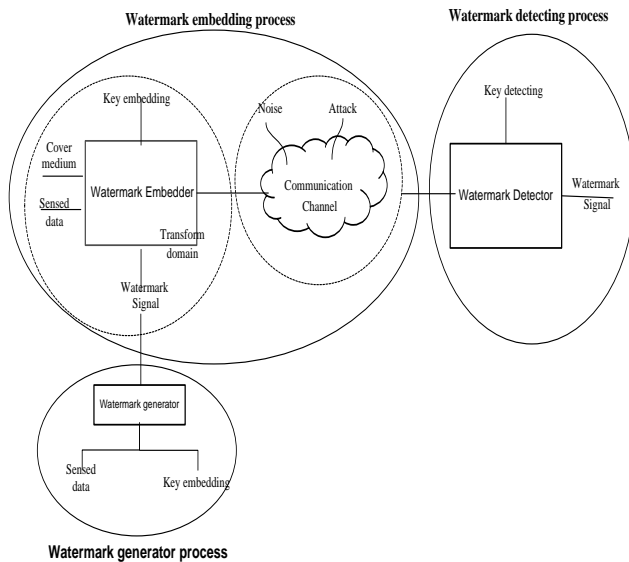 Watermark embedding process
Watermark detecting process
Key embedding
Noise
Attack
Key detecting
Cover
medium
Watermark Embedder
Communication
Channel
Watermark Detector
Watermark
Signal
Sensed
data
Transform
domain
Watermark
Signal
Watermark generator
Sensed
data
Key embedding
Watermark generator process